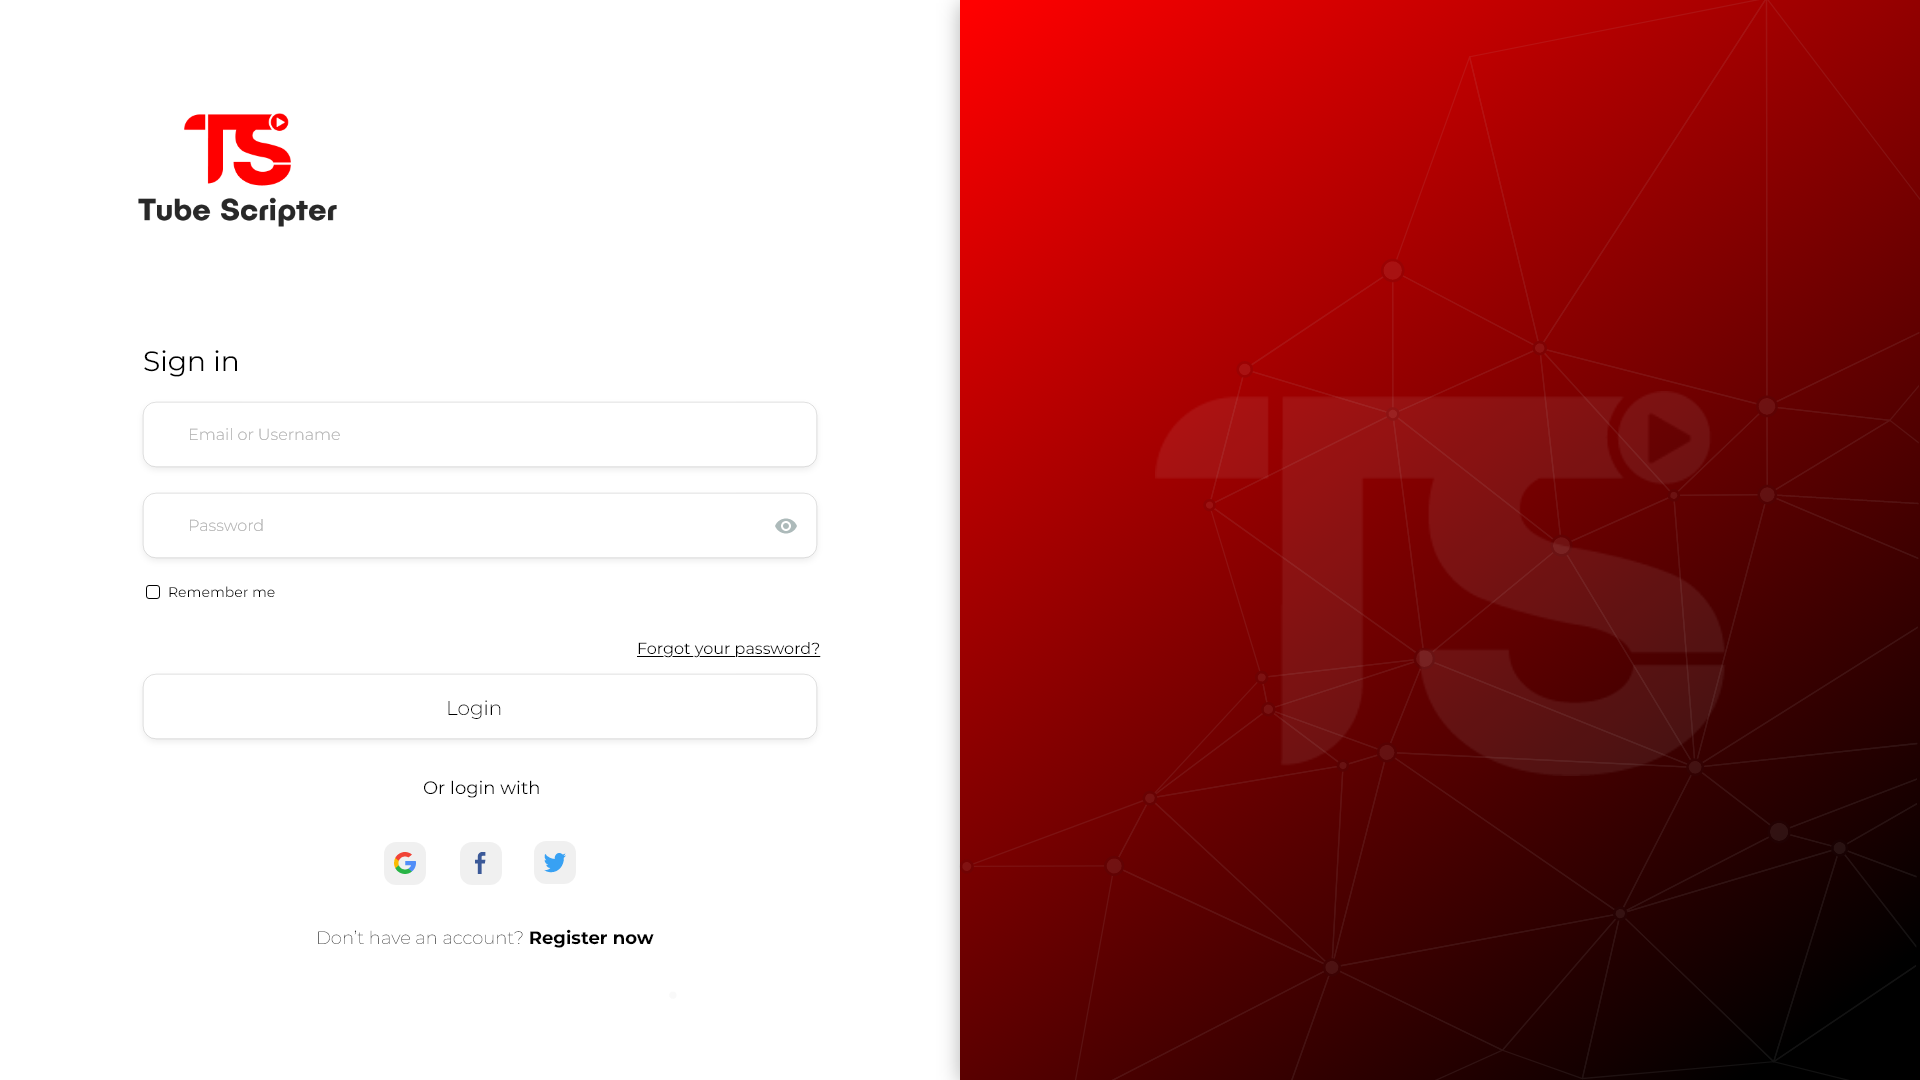 TS
Tube Scripter
Sign in
Email or Username
Password
Remember me
Forgot your password?
Login
Or login with
Don't have an account? Register now
TS